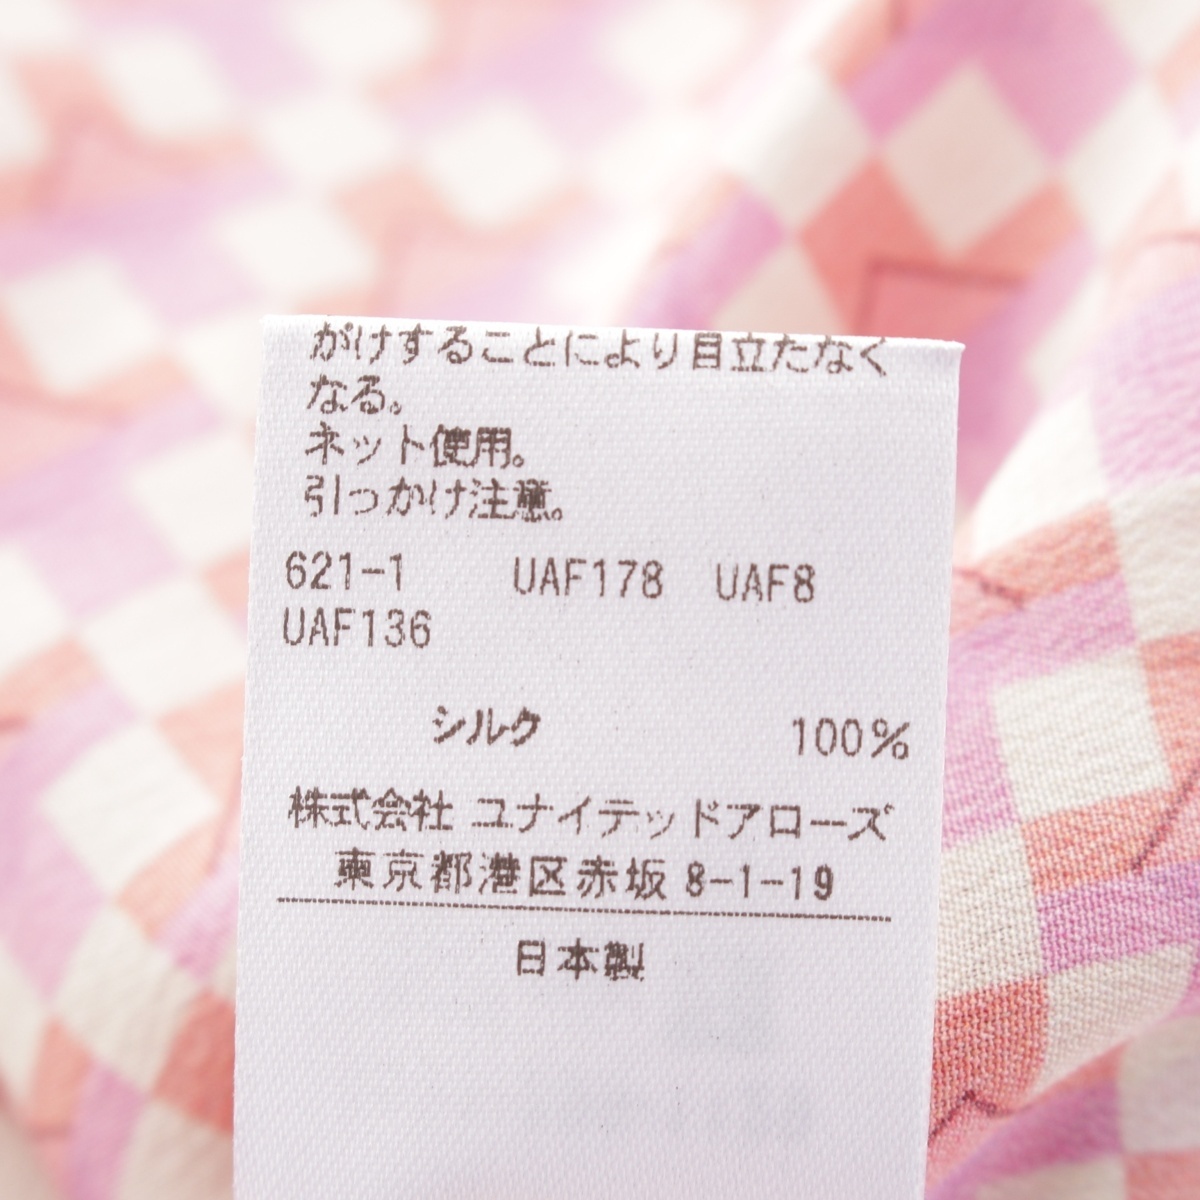 がけすることにより目立たなく
なる。
ネット使用。
引っかけ注意。
621-1 UAF178 UAF8
UAF136
シルク 100%
株式会社 ユナイテッドアローズ
東京都港区赤坂 8-1-19
日本製